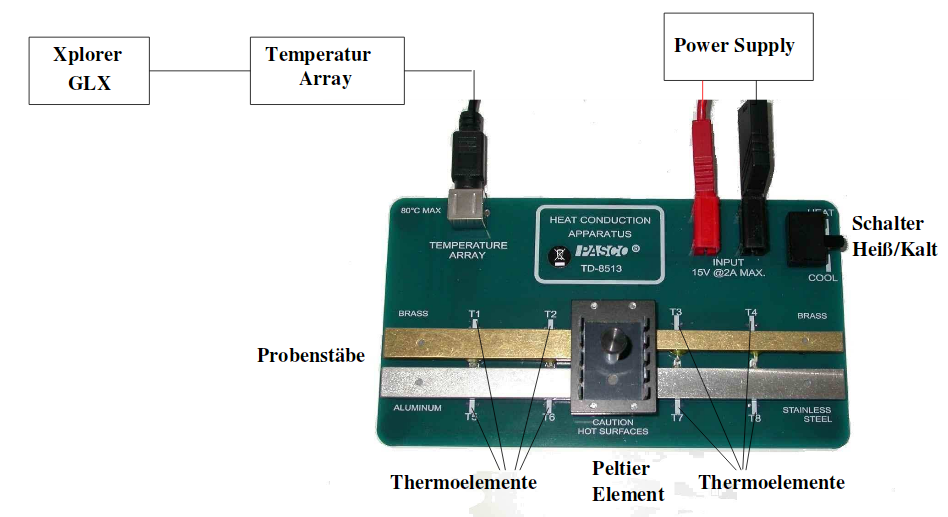 Xplorer
GLX
Temperatur
Array
Power Supply
80°C MAX
TEMPERATURE
ARRAY
HEAT CONDUCTION
APPARATUS
PASCO ®
TD-8513
INPUT
15V @2A MAX.
HEAT
COOL
Schalter
Heiß/Kalt
Probenstäbe
BRASS
T1
T2
T3
T4
BRASS
ALUMINUM
T5
T6
CAUTION
HOT SURFACES
T7
T8
STAINLESS
STEEL
Thermoelemente
Peltier
Element
Thermoelemente